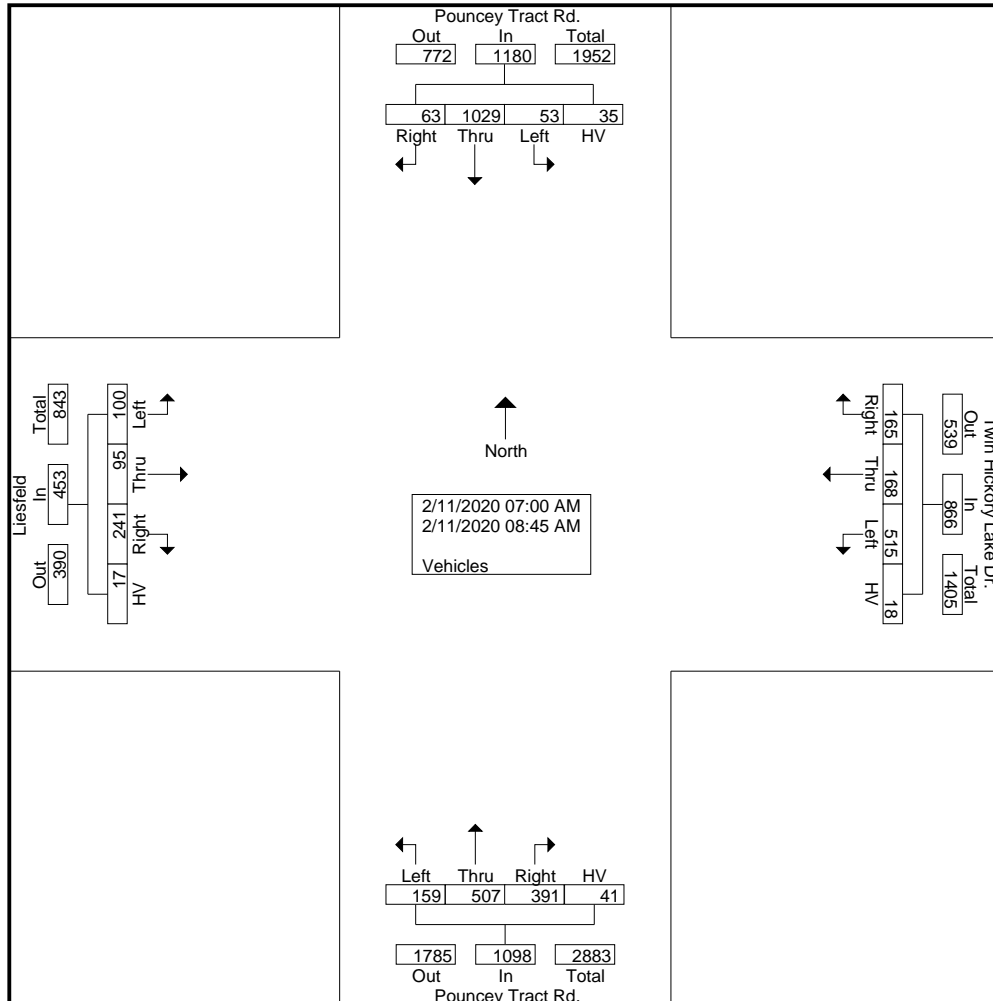 Pouncey Tract Rd.
Out In Total
772 1180 1952
63 1029 53 35
Right Thru Left HV
Liesfeld
Total In Out
843 453 390
100 95 241 17
Left Thru Right HV
North
2/11/2020 07:00 AM
2/11/2020 08:45 AM
Vehicles
Twin Hickory Lake Dr.
Out In Total
539 866 1405
165 168 515 18
Right Thru Left HV
Left Thru Right HV
159 507 391 41
1785 1098 2883
Out In Total
Pouncey Tract Rd.